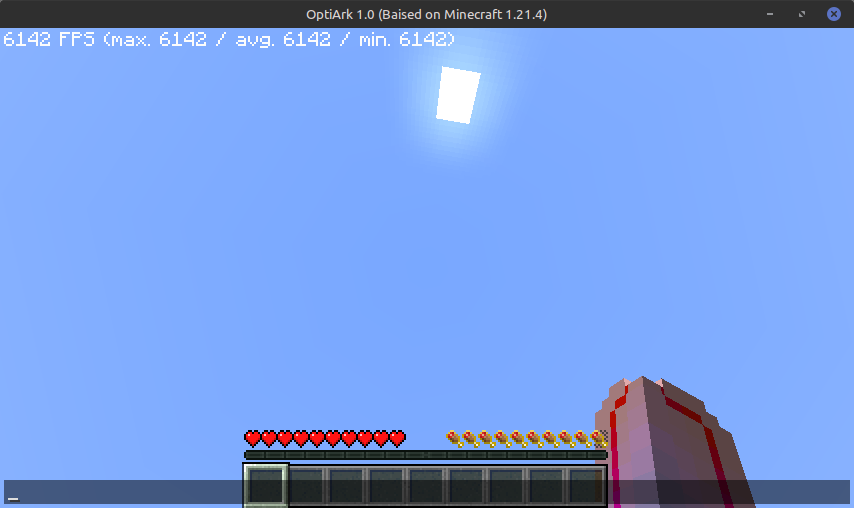 OptiArk 1.0 (Baised on Minecraft 1.21.4)
6142 FPS (max. 6142 / avg. 6142 / min. 6142)